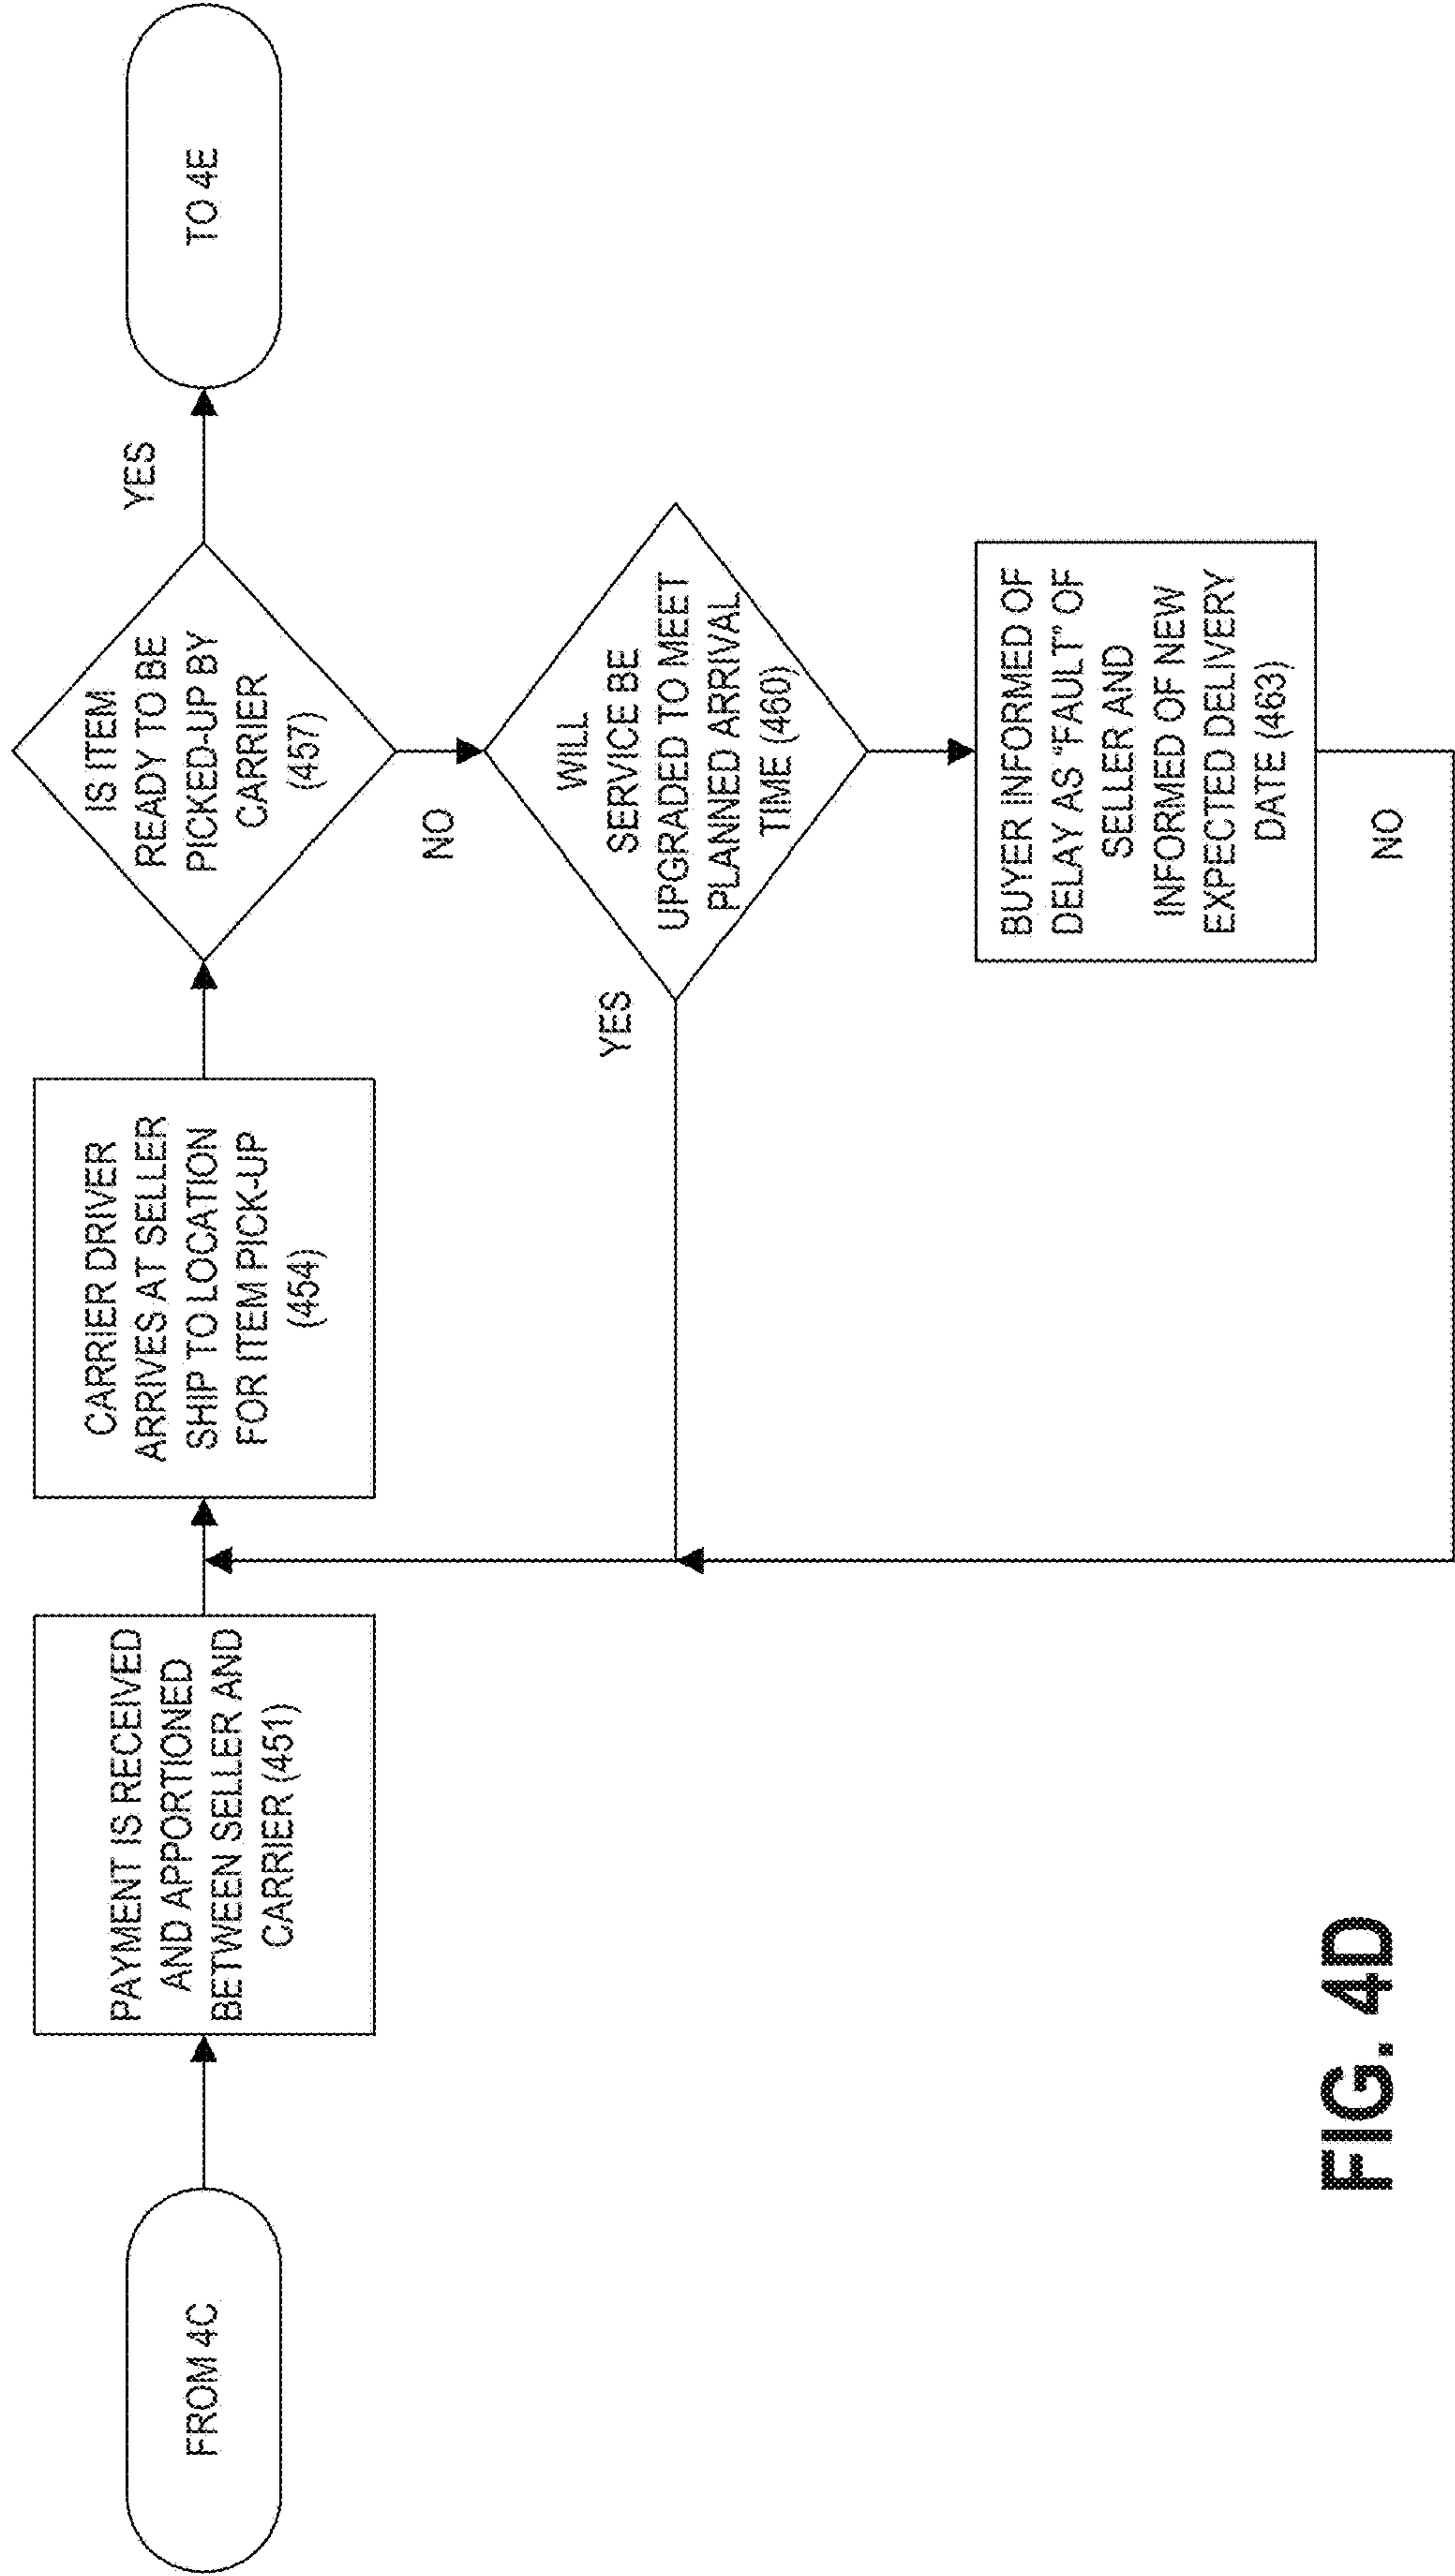 FROM 4C
PAYMENT IS RECEIVED
AND APPORTIONED
BETWEEN SELLER AND
CARRIER (451)
CARRIER DRIVER
ARRIVES AT SELLER
SHIP TO LOCATION
FOR ITEM PICK-UP
(454)
IS ITEM
READY TO BE
PICKED-UP BY
CARRIER
(457)
YES
TO 4E
NO
WILL
SERVICE BE
UPGRADED TO MEET
PLANNED ARRIVAL
TIME (460)
YES
BUYER INFORMED OF
DELAY AS "FAULT" OF
SELLER AND
INFORMED OF NEW
EXPECTED DELIVERY
DATE (463)
NO
FIG. 4D